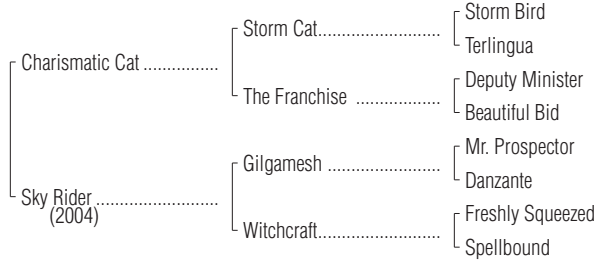 Storm Bird
Storm Cat..............................
Terlingua
Charismatic Cat ..................
Deputy Minister
The Franchise .....................
Beautiful Bid
Mr. Prospector
Gilgamesh ............................
Danzante
Sky Rider..............................
(2004)
Freshly Squeezed
Witchcraft..............................
Spellbound